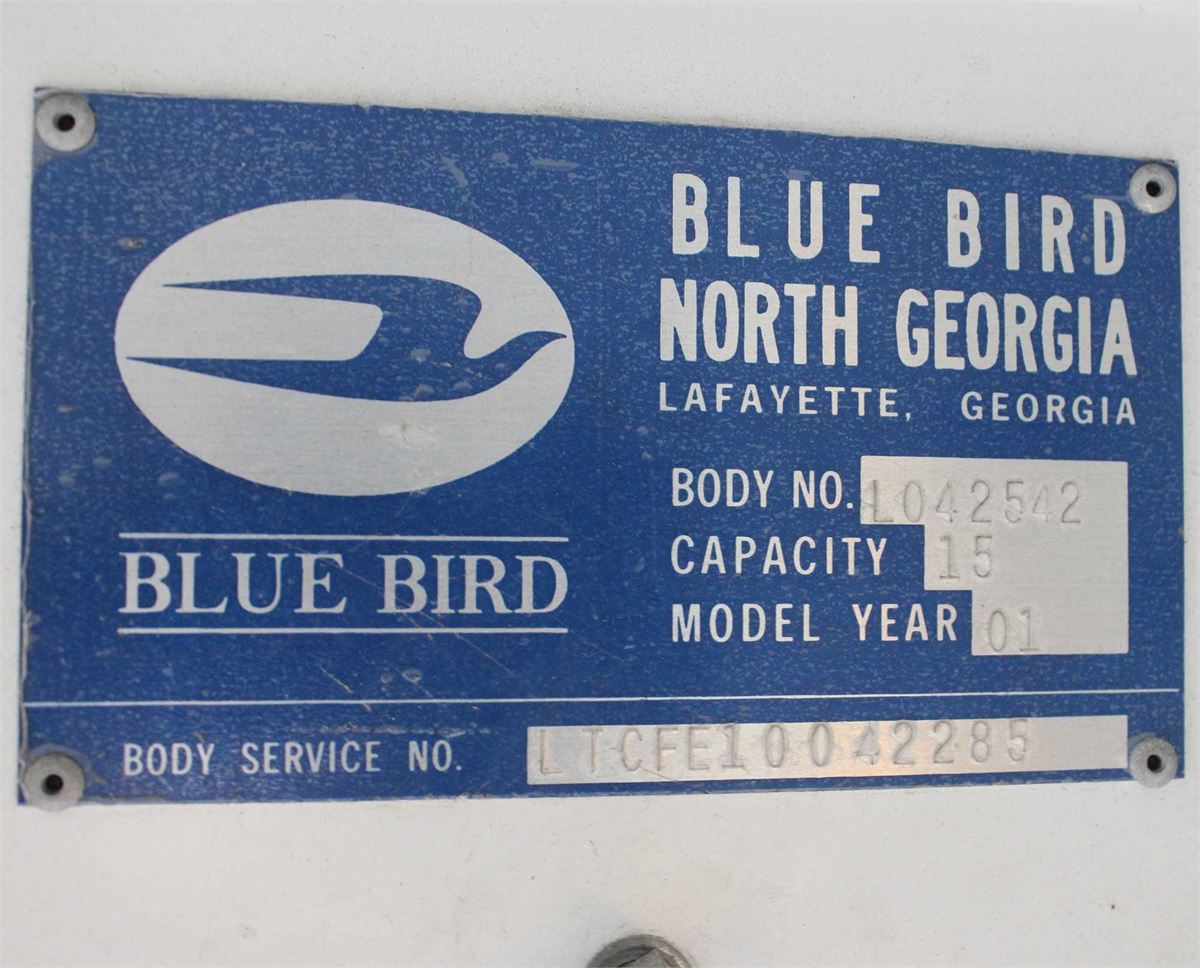 BLUE BIRD
BLUE BIRD
NORTH GEORGIA
LAFAYETTE, GEORGIA
BODY NO. L042542
CAPACITY 15
MODEL YEAR 01
BODY SERVICE NO. LTCFE10042285